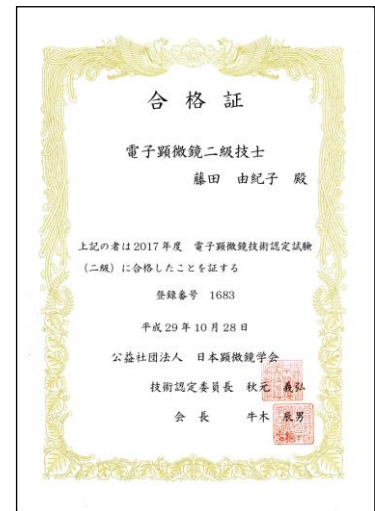 合格証
電子顕微鏡二級技士
藤田 由紀子 殿
上記の者は2017年度 電子顕微鏡技術認定試験
（二級）に合格したことを証する
登録番号 1683
平成29年10月28日
公益社団法人 日本顕微鏡学会
技術認定委員長 秋元 義弘
会長 牛木 辰男